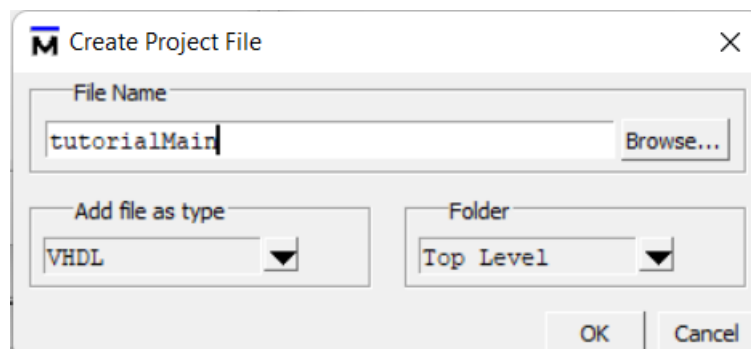 M Create Project File
File Name
tutorialMain
Browse...
Add file as type
Folder
VHDL
Top Level
OK
Cancel